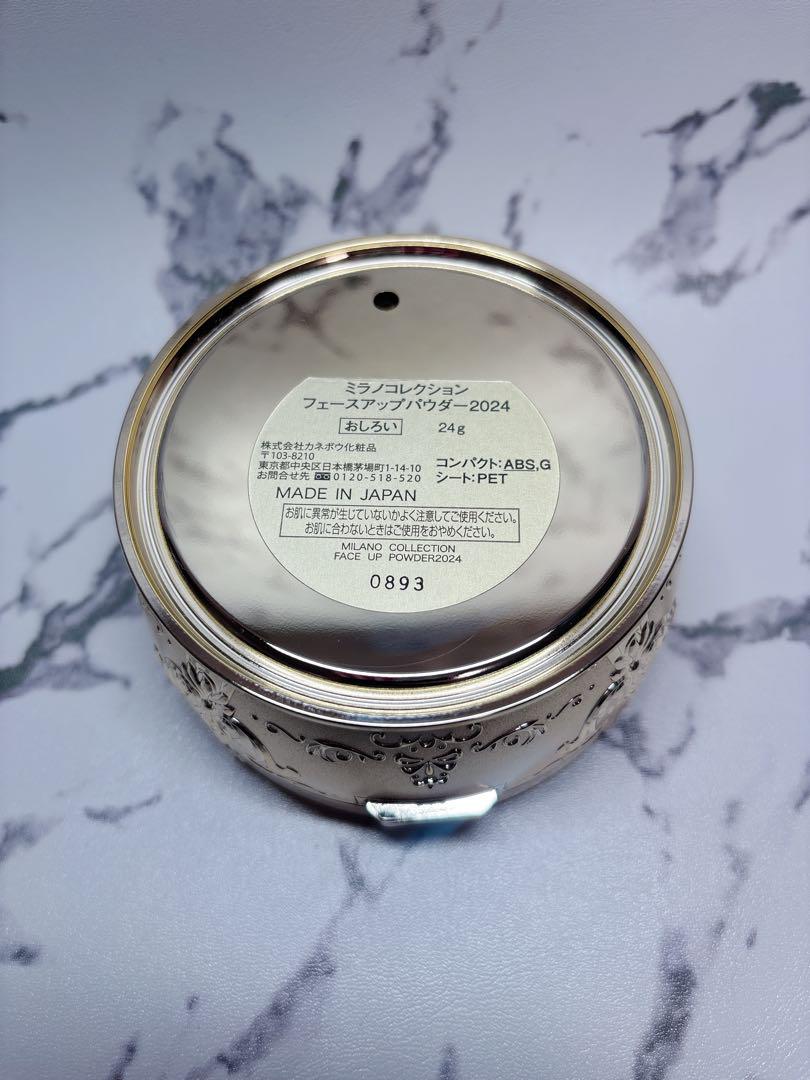 ミラノコレクション
フェースアップパウダー2024
おしろい 24g
株式会社カネボウ化粧品
〒103-8210
東京都中央区日本橋茅場町1-14-10
お問合せ先 0120-518-520
コンパクト:ABS,G
シート:PET
MADE IN JAPAN
お肌に異常が生じていないかよく注意してご使用ください。
お肌に合わないときはご使用をおやめください。
MILANO COLLECTION
FACE UP POWDER2024
0893